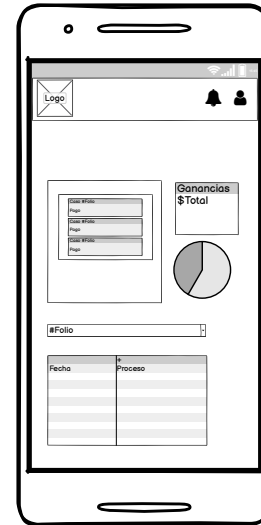 Logo
Caso #Folio
Pago
Caso #Folio
Pago
Caso #Folio
Pago
Ganancias
$Total
#Folio
+
Fecha
Proceso